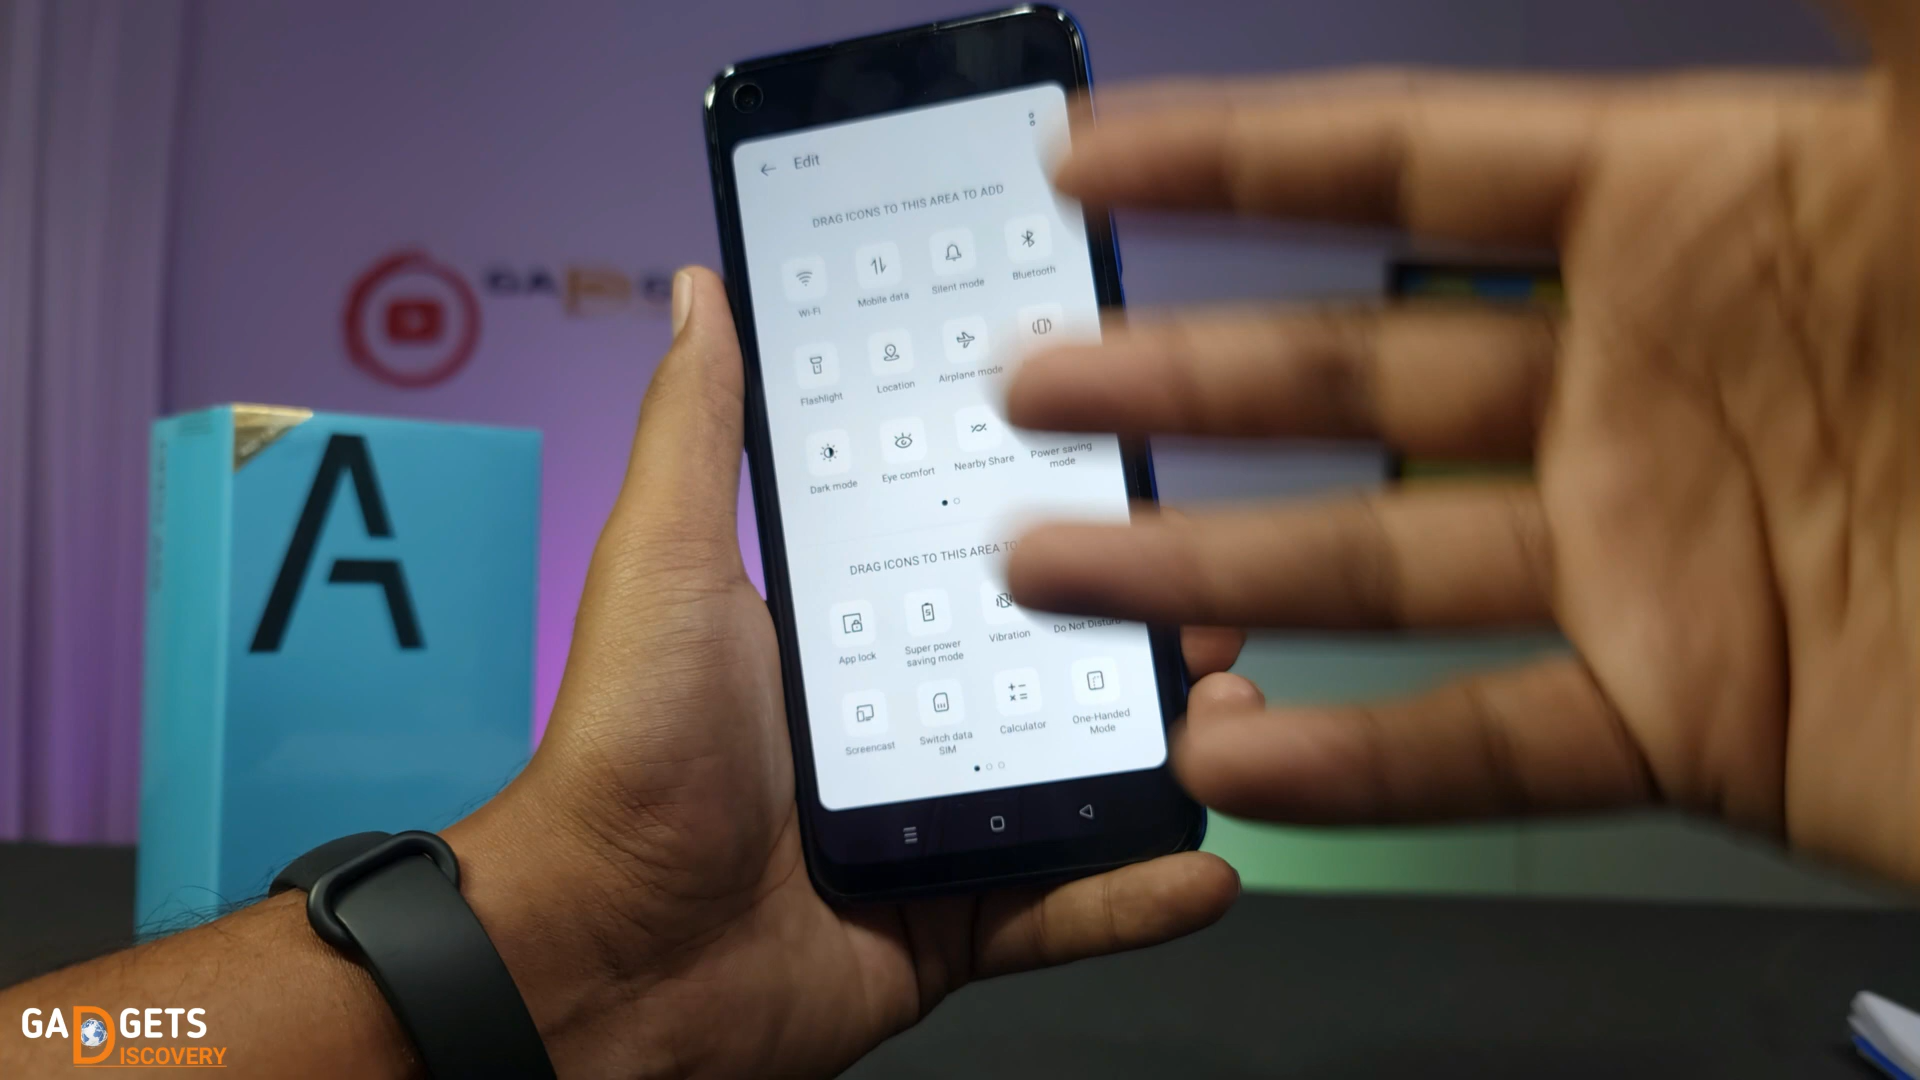 Edit
DRAG ICONS TO THIS AREA TO ADD
Wi-Fi
Mobile data
Silent mode
Bluetooth
Flashlight
Location
Airplane mode
Dark mode
Eye comfort
Nearby Share
Power saving
mode
DRAG ICONS TO THIS AREA TO
App lock
Super power
saving mode
Vibration
Do Not Disturb
Screencast
Switch data
SIM
Calculator
One-Handed
Mode
A
GADGETS
DISCOVERY